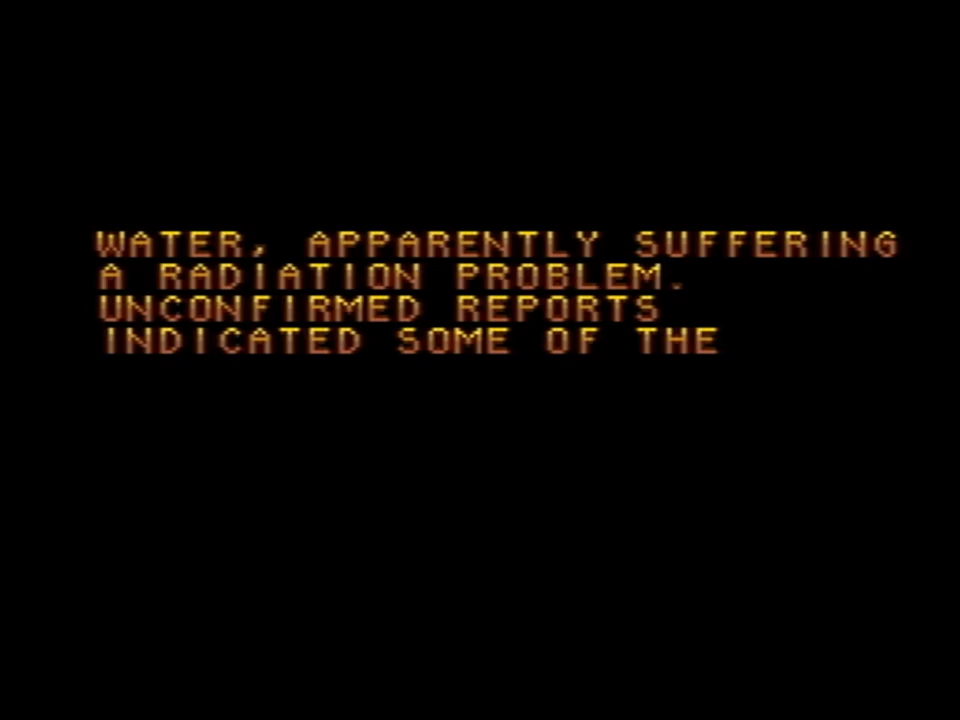 WATER, APPARENTLY SUFFERING
A RADIATION PROBLEM.
UNCONFIRMED REPORTS
INDICATED SOME OF THE